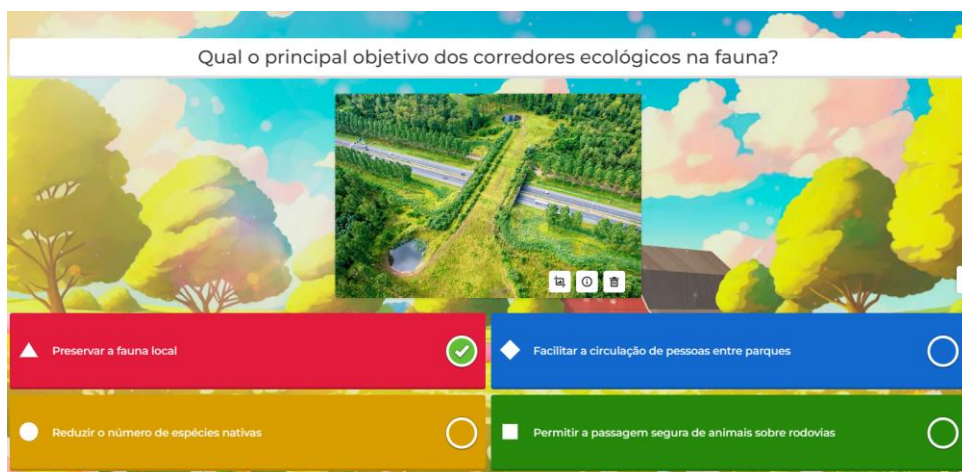 Qual o principal objetivo dos corredores ecológicos na fauna?
Preservar a fauna local
Facilitar a circulação de pessoas entre parques
Reduzir o número de espécies nativas
Permitir a passagem segura de animais sobre rodovias